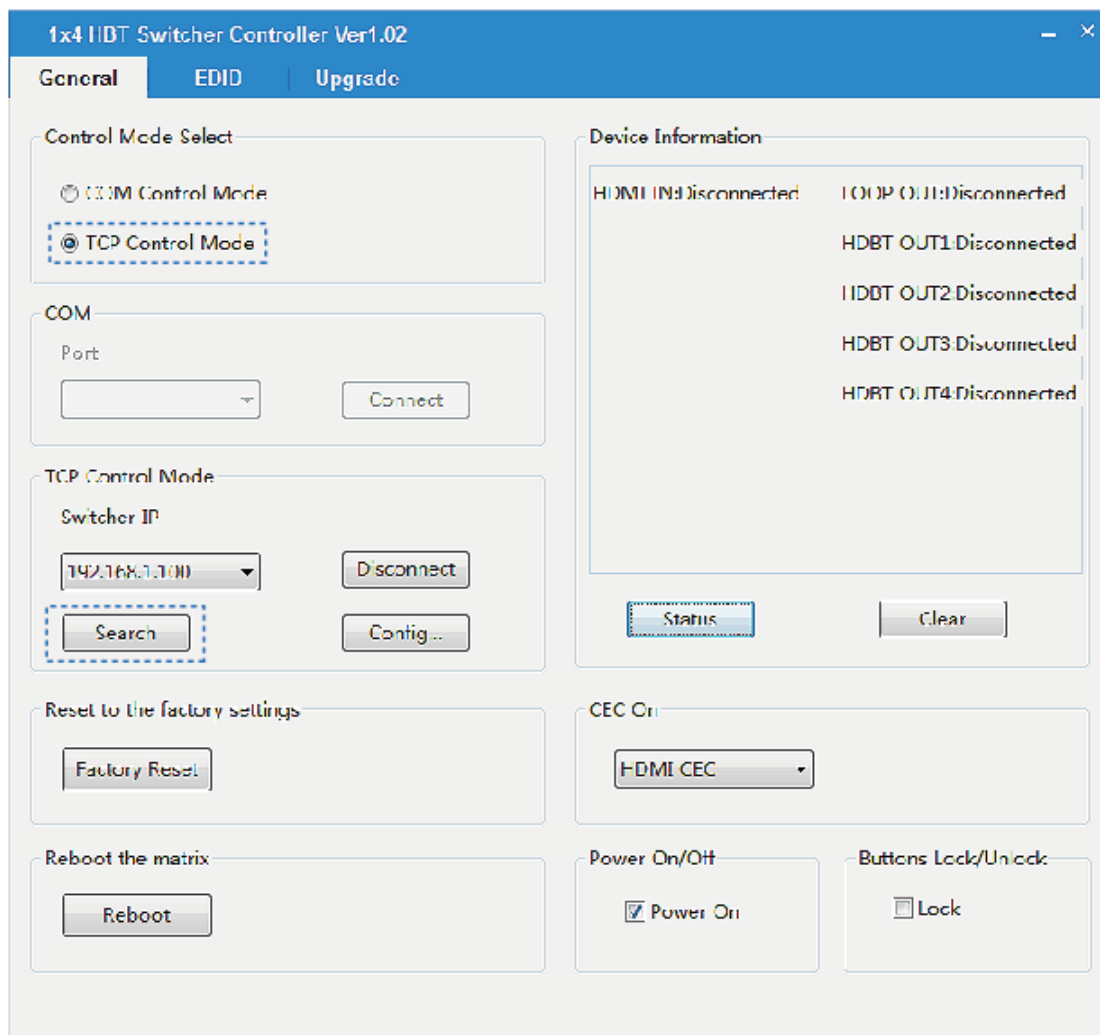 1x4 HBT Switcher Controller Ver1.02
General EDID Upgrade
Control Mode Select
COM Control Mode
TCP Control Mode
COM
Port
Connect
TCP Control Mode
Switcher IP
192.168.1.100
Disconnect
Search
Config...
Reset to the factory settings
Factory Reset
Reboot the matrix
Reboot
Device Information
HDMI IN:Disconnected LOOP OUT:Disconnected
HDBT OUT1:Disconnected
HDBT OUT2:Disconnected
HDBT OUT3:Disconnected
HDBT OUT4:Disconnected
Status
Clear
CEC On
HDMI CEC
Power On/Off
Power On
Buttons Lock/Unlock
Lock